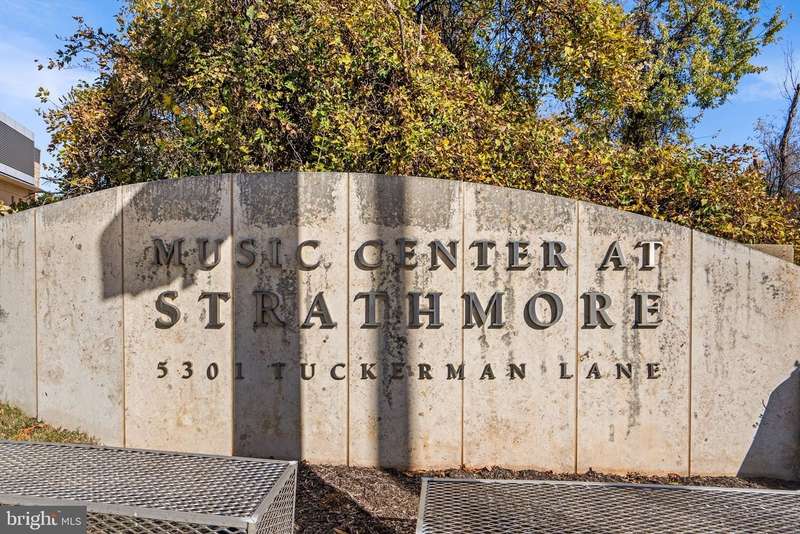 MUSIC CENTER AT
STRATHMORE
5301 TUCKERMAN LANE
bright MLS